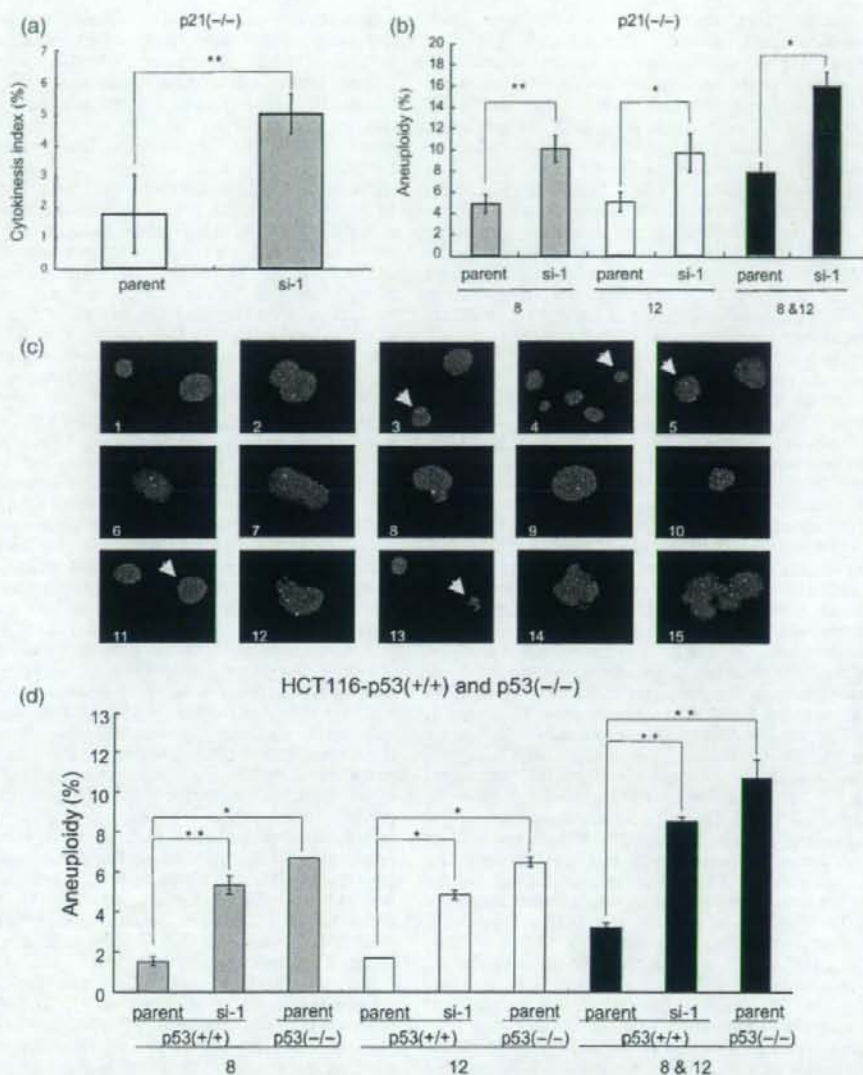 (a)
p21(−/−)
Cytokinesis index (%)
7
6
5
4
3
2
1
0
**
parent
si-1
(b)
p21(−/−)
Aneuploidy (%)
20
18
16
14
12
10
8
6
4
2
0
**
*
*
parent si-1 parent si-1 parent si-1
8 12 8 &12
(c)
1 2 3 4 5
6 7 8 9 10
11 12 13 14 15
(d)
HCT116-p53(+/+) and p53(−/−)
Aneuploidy (%)
13
12
10
8
6
4
2
0
*
**
*
*
**
**
parent si-1 parent parent si-1 parent parent si-1 parent
p53(+/+) p53(−/−) p53(+/+) p53(−/−) p53(+/+) p53(−/−)
8 12 8 & 12